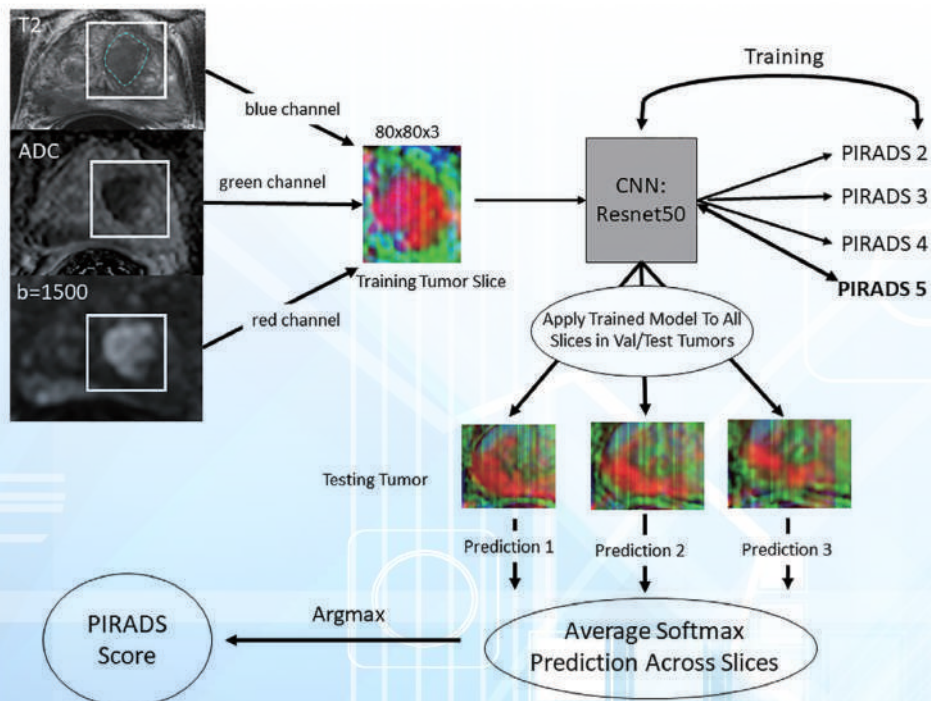 T2
blue channel
ADC
green channel
b=1500
red channel
80x80x3
Training Tumor Slice
Training
CNN:
Resnet50
PIRADS 2
PIRADS 3
PIRADS 4
PIRADS 5
Apply Trained Model To All
Slices in Val/Test Tumors
Testing Tumor
Prediction 1
Prediction 2
Prediction 3
Average Softmax
Prediction Across Slices
Argmax
PIRADS
Score